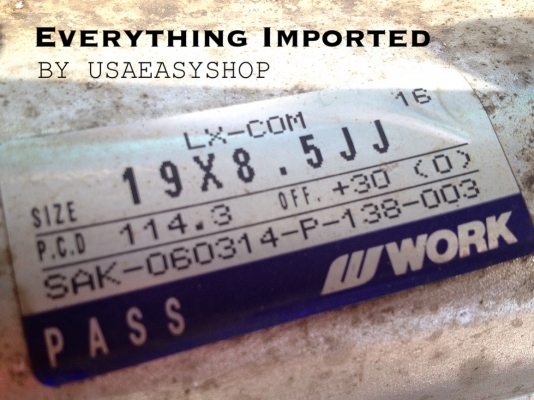 Everything Imported
BY USAEASYSHOP
LX-COM 16
SIZE 19X8.5JJ
P.C.D 114.3 OFF. +30 (O)
SAK-060314-P-138-003
PASS WORK